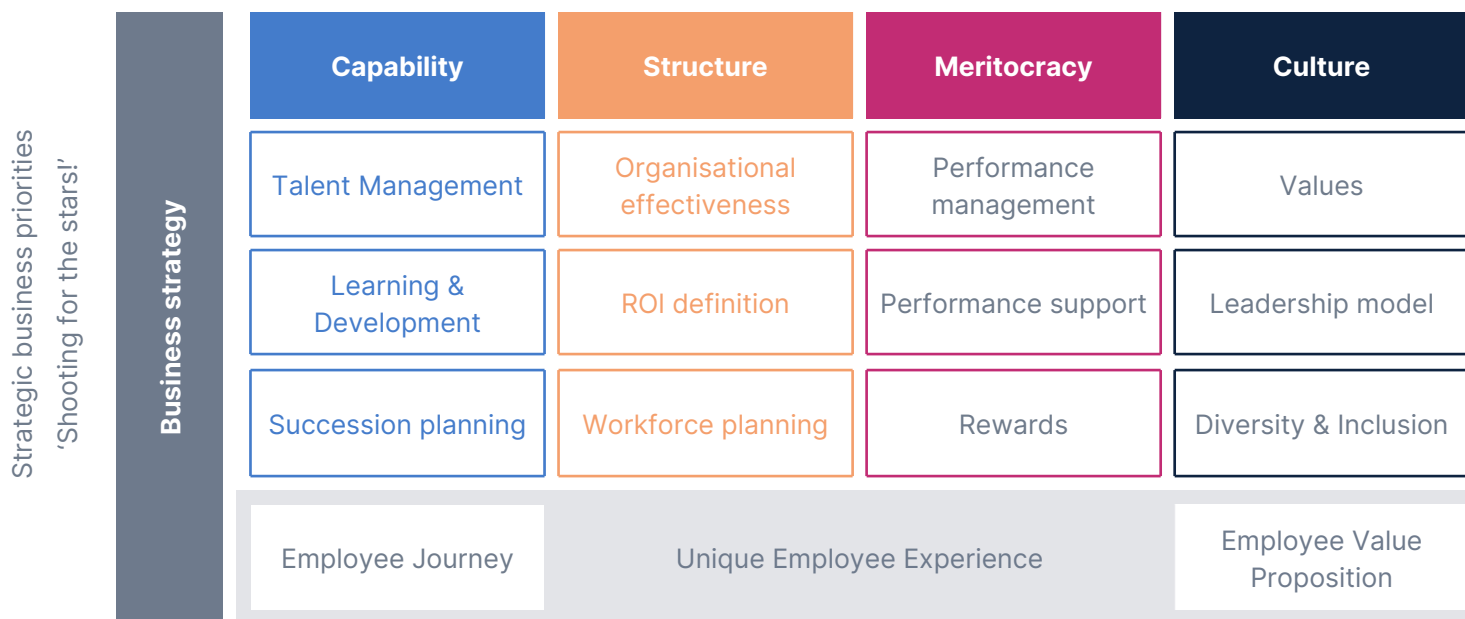 Strategic business priorities
‘Shooting for the stars!’
Business strategy
Capability
Structure
Meritocracy
Culture
Talent Management
Organisational
effectiveness
Performance
management
Values
Learning &
Development
ROI definition
Performance support
Leadership model
Succession planning
Workforce planning
Rewards
Diversity & Inclusion
Employee Journey
Unique Employee Experience
Employee Value
Proposition